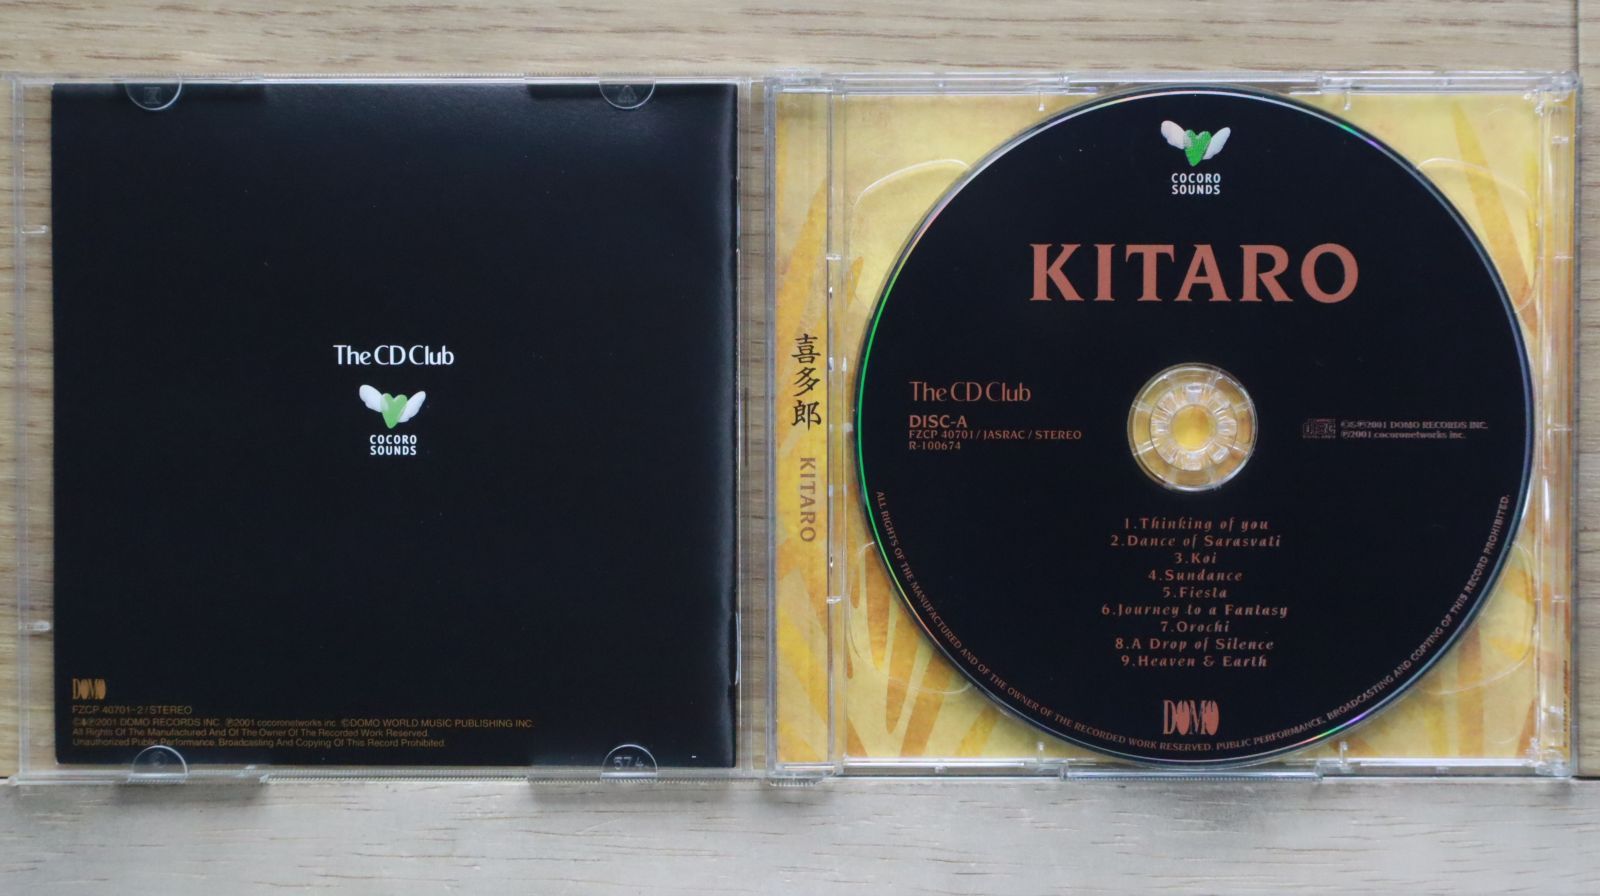 The CD Club
COCORO
SOUNDS
DOMO
FZCP 40701~2/STEREO
©&℗2001 DOMO RECORDS INC. ℗2001 cocoronetworks inc. ©DOMO WORLD MUSIC PUBLISHING INC.
All Rights Of The Manufactured And Of The Owner Of The Recorded Work Reserved.
Unauthorized Public Performance, Broadcasting And Copying Of This Record Prohibited.
574
喜多郎 KITARO
COCORO
SOUNDS
KITARO
The CD Club
DISC-A
FZCP 40701/JASRAC/STEREO
R-100674
©&℗2001 DOMO RECORDS INC.
℗2001 cocoronetworks inc.
1.Thinking of you
2.Dance of Sarasvati
3.Koi
4.Sundance
5.Fiesta
6.Journey to a Fantasy
7.Orochi
8.A Drop of Silence
9.Heaven & Earth
DOMO
ALL RIGHTS OF THE MANUFACTURED AND OF THE OWNER OF THE RECORDED WORK RESERVED. PUBLIC PERFORMANCE, BROADCASTING AND COPYING OF THIS RECORD PROHIBITED.